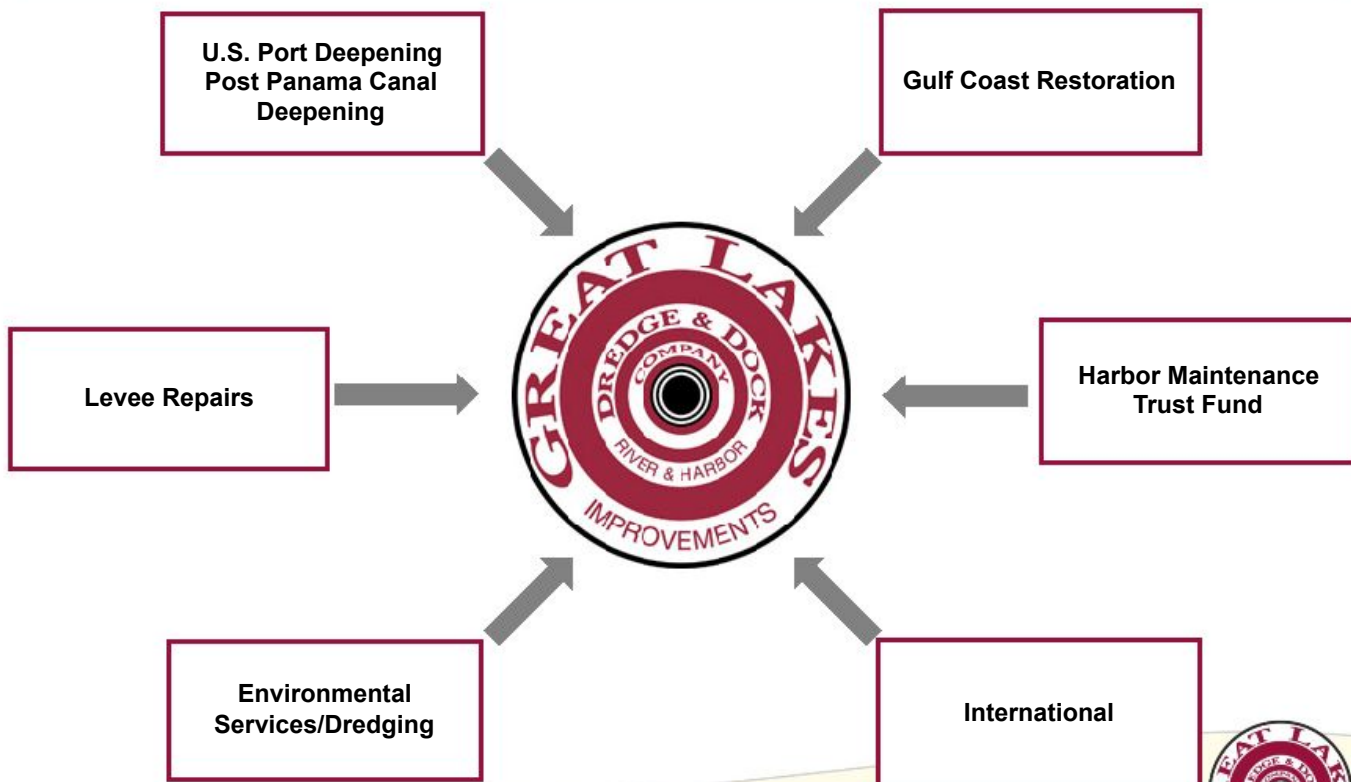 U.S. Port Deepening
Post Panama Canal
Deepening
Gulf Coast Restoration
GREAT LAKES
DREDGE & DOCK
COMPANY
RIVER & HARBOR
IMPROVEMENTS
Levee Repairs
Harbor Maintenance
Trust Fund
Environmental
Services/Dredging
International